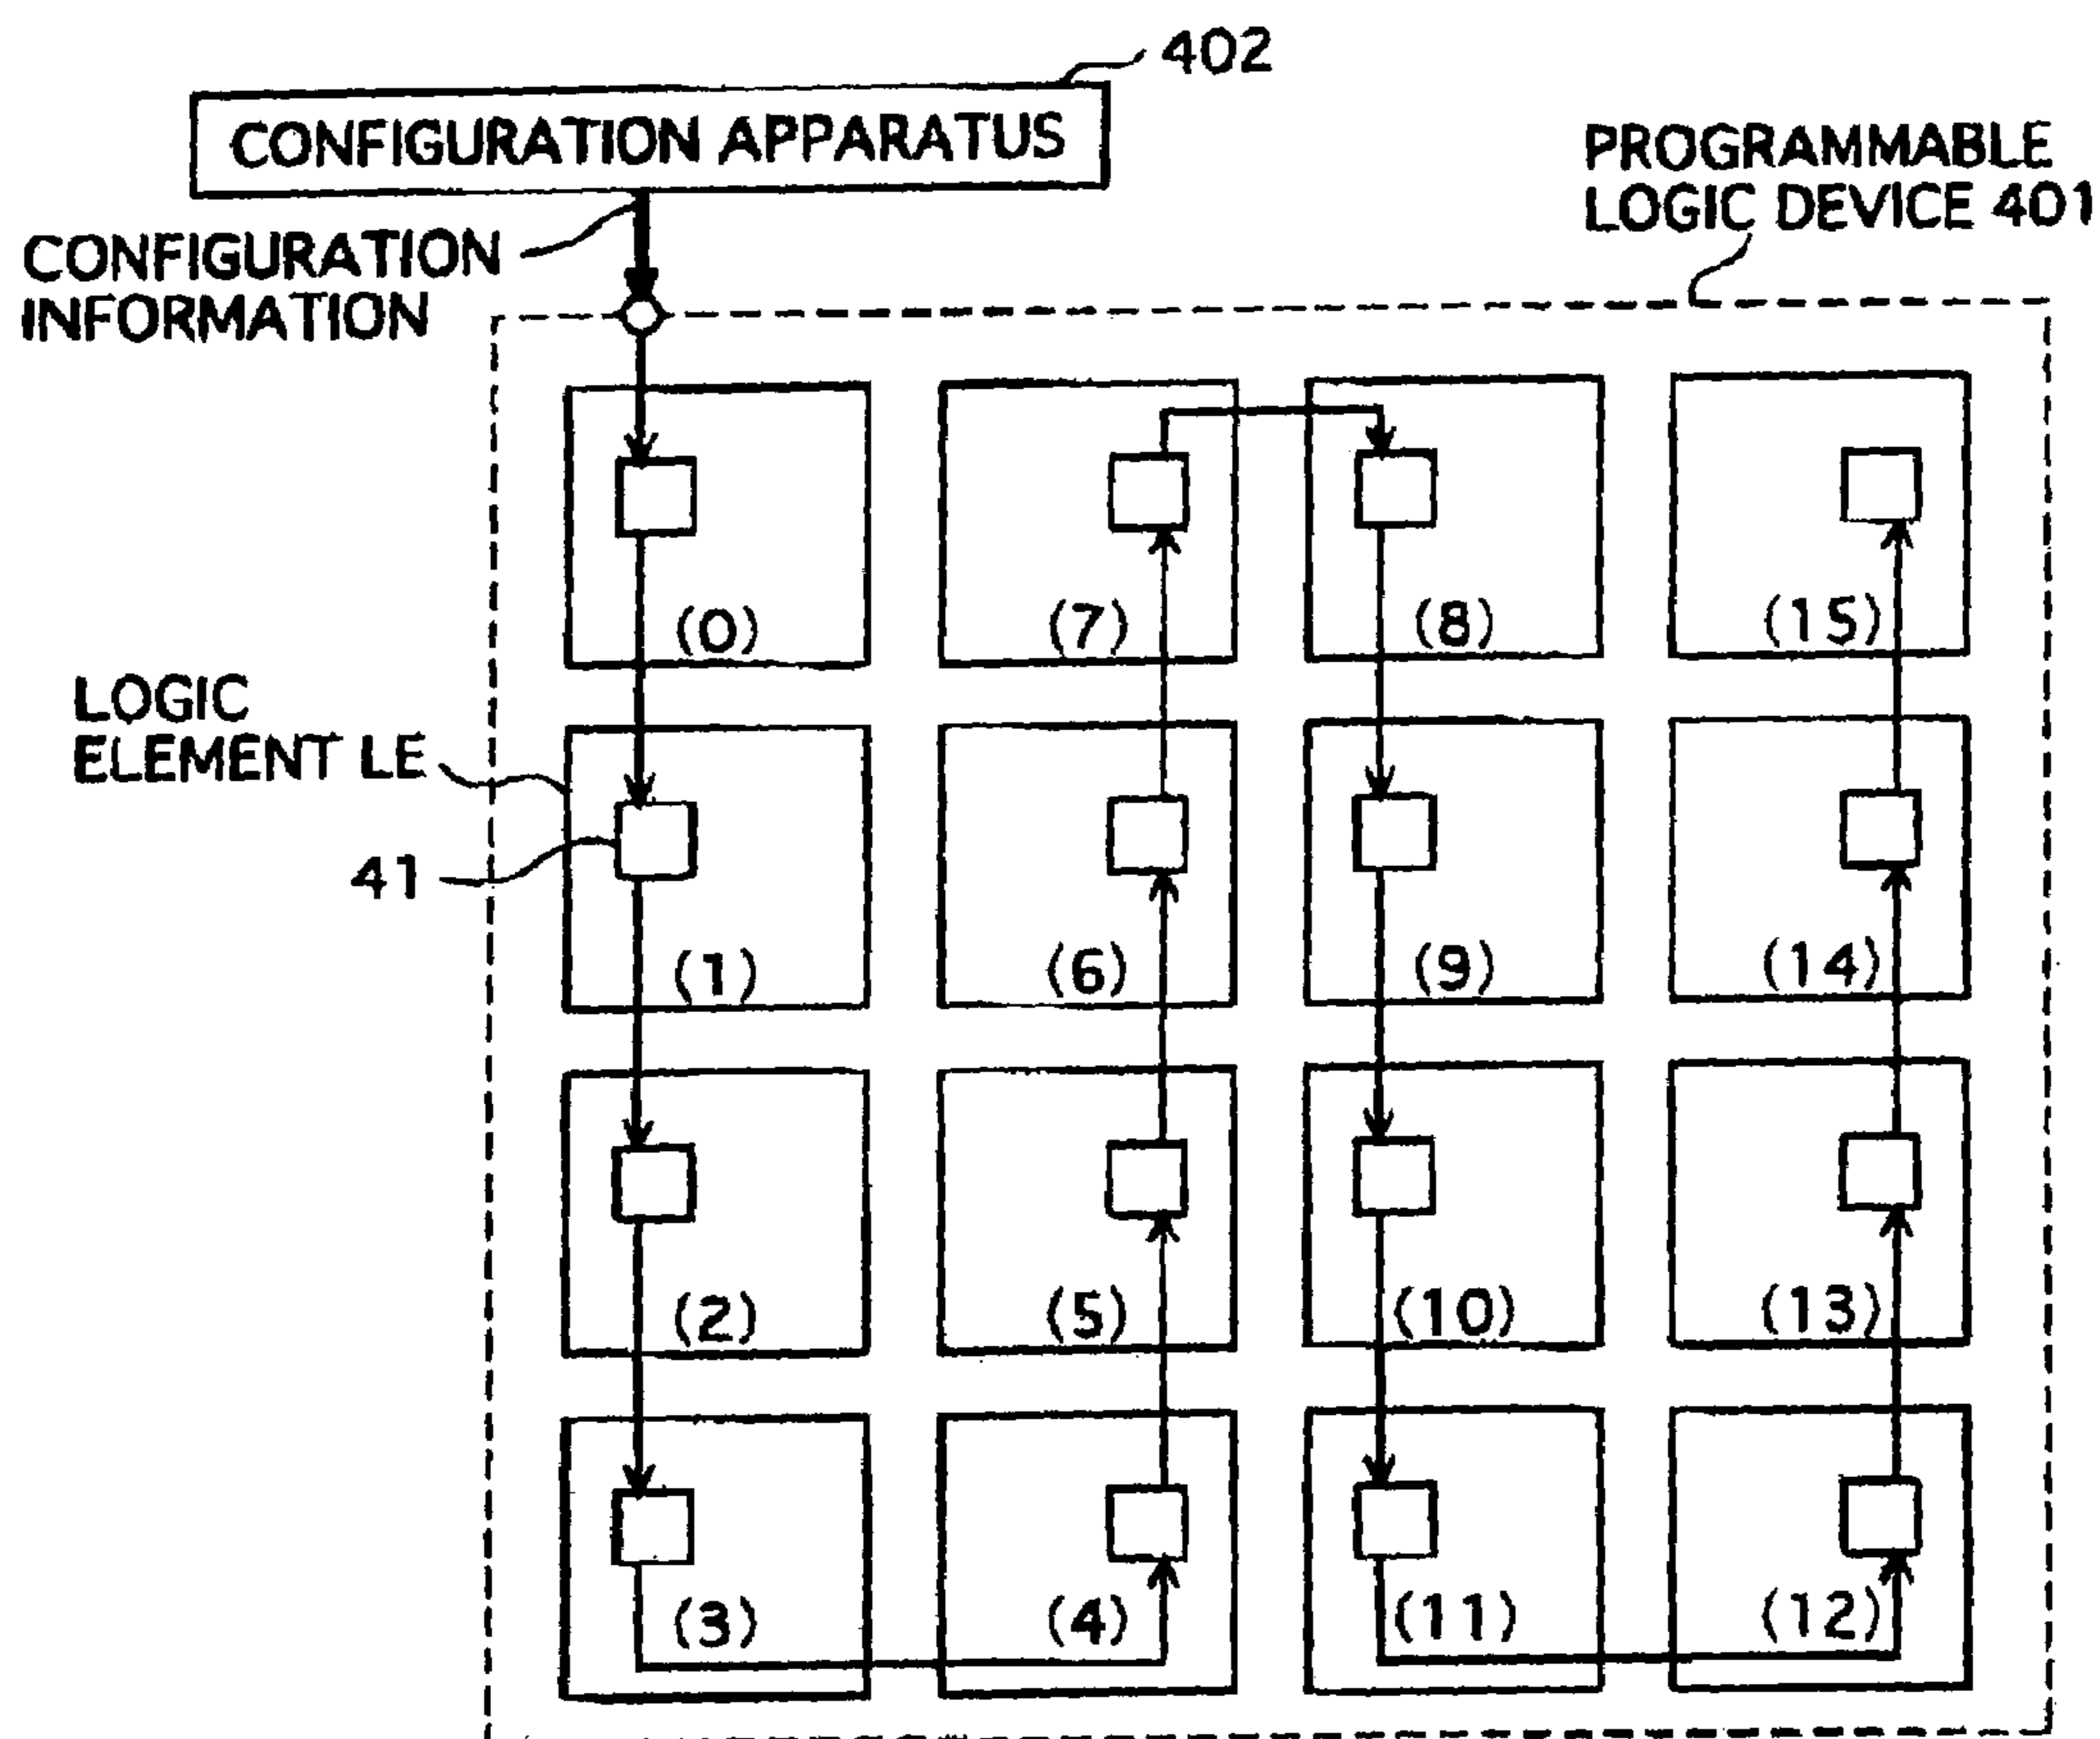 402
CONFIGURATION APPARATUS
PROGRAMMABLE
LOGIC DEVICE 401
CONFIGURATION
INFORMATION
(0)
(7)
(8)
(15)
LOGIC
ELEMENT LE
41
(1)
(6)
(9)
(14)
(2)
(5)
(10)
(13)
(3)
(4)
(11)
(12)